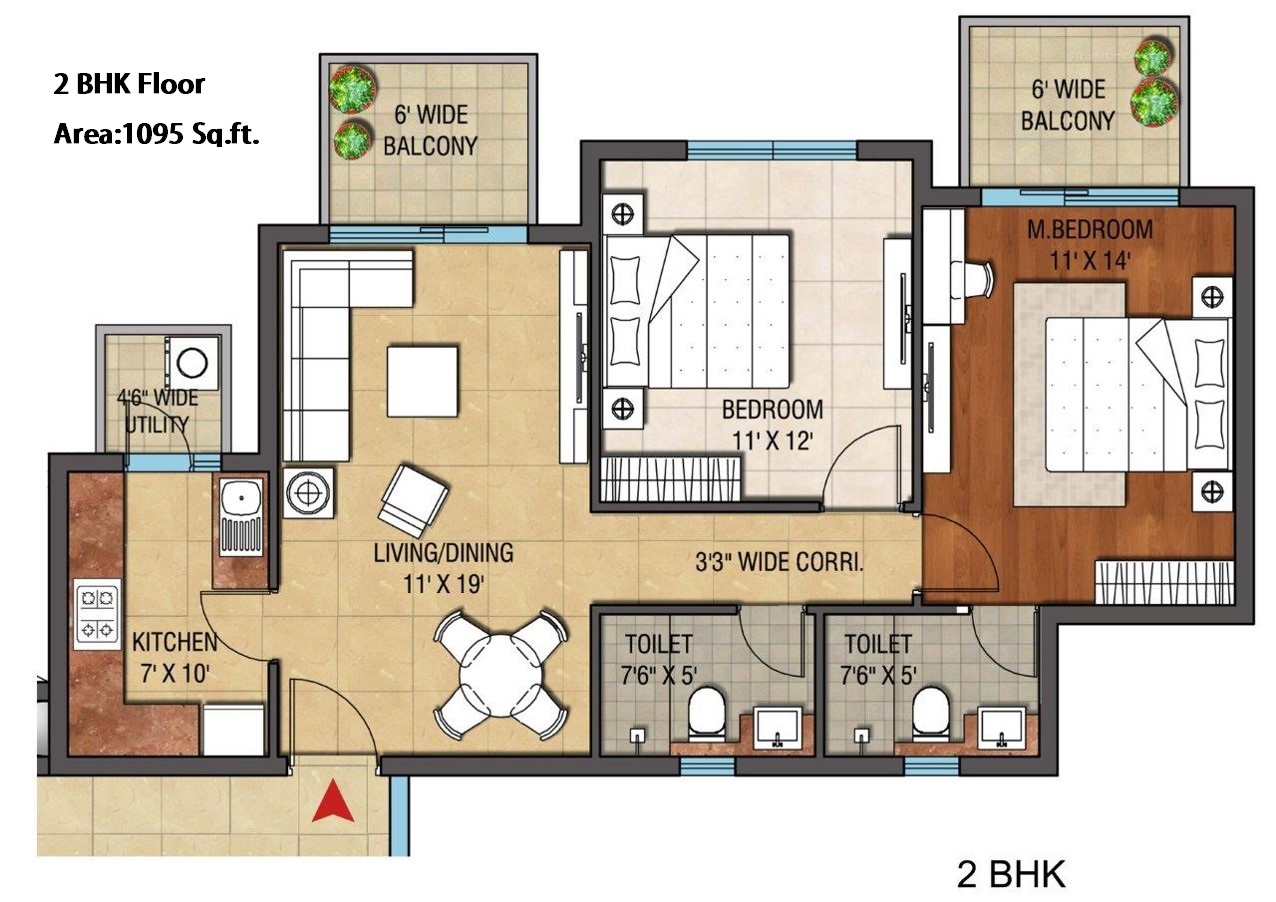 2 BHK Floor
Area:1095 Sq.ft.
6' WIDE
BALCONY
6' WIDE
BALCONY
M.BEDROOM
11' X 14'
4'6" WIDE
UTILITY
BEDROOM
11' X 12'
LIVING/DINING
11' X 19'
3'3" WIDE CORRI.
KITCHEN
7' X 10'
TOILET
7'6" X 5'
TOILET
7'6" X 5'
2 BHK